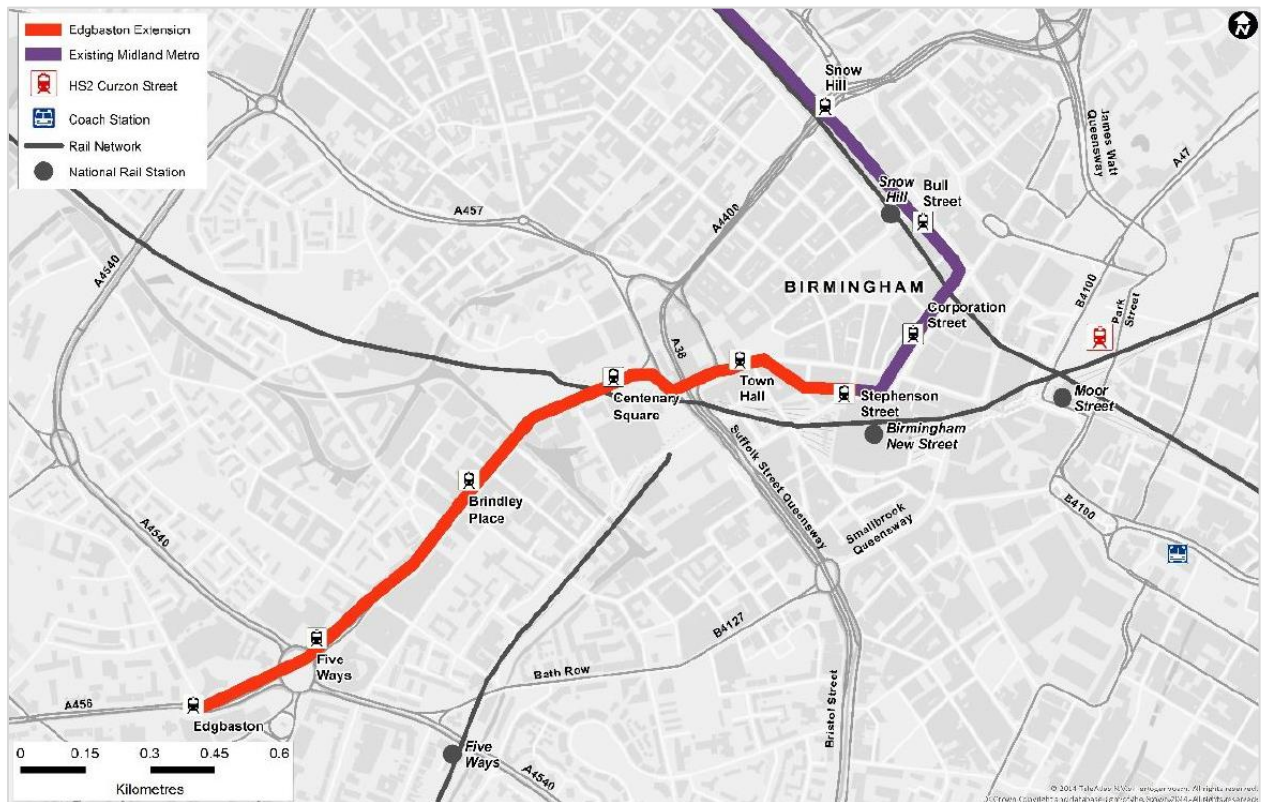 Edgbaston Extension
Existing Midland Metro
HS2 Curzon Street
Coach Station
Rail Network
National Rail Station
N
Snow
Hill
James Watt
Queensway
A47
Snow
Hill
Bull
Street
A4400
A457
A4540
BIRMINGHAM
Corporation
Street
B4100
Park
Street
A38
Town
Hall
Centenary
Square
Stephenson
Street
Moor
Street
Birmingham
New Street
Suffolk Street Queensway
Brindley
Place
Smallbrook
Queensway
B4100
A4540
B4127
Five
Ways
Bath Row
Bristol Street
A456
Edgbaston
Five
Ways
A4540
0 0.15 0.3 0.45 0.6
Kilometres